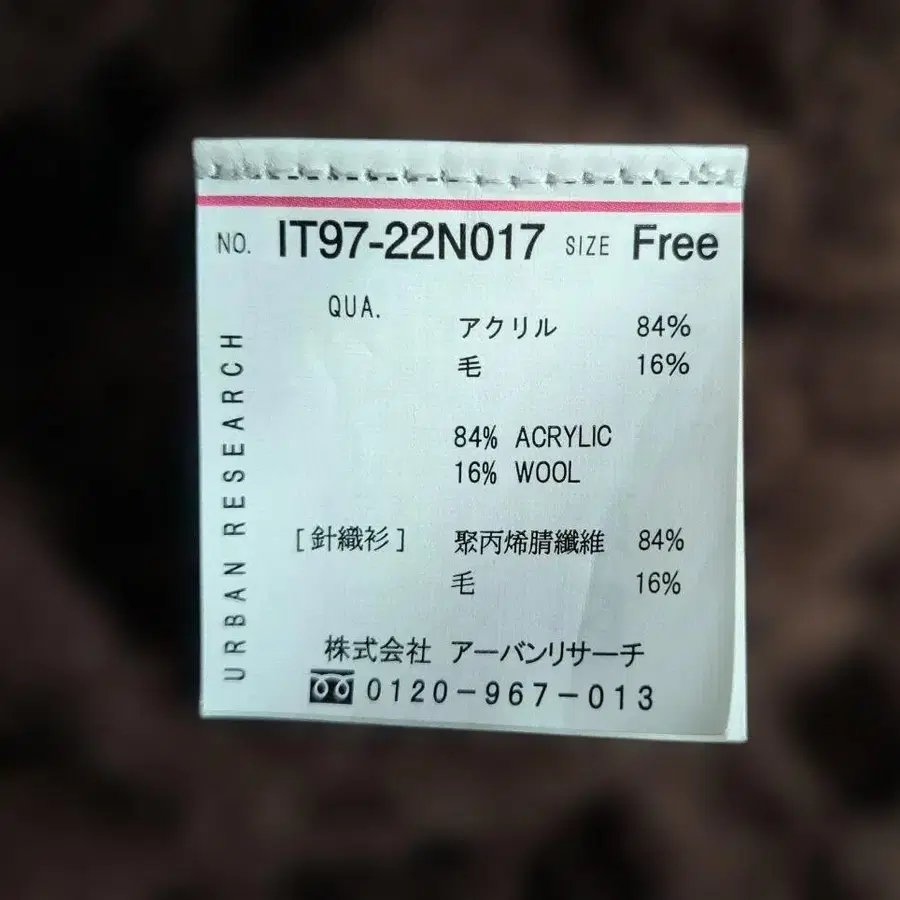 NO. IT97-22N017 SIZE Free
QUA.
アクリル 84%
毛 16%
84% ACRYLIC
16% WOOL
[針織衫] 聚丙烯腈纖維 84%
毛 16%
URBAN RESEARCH
株式会社 アーバンリサーチ
0120-967-013